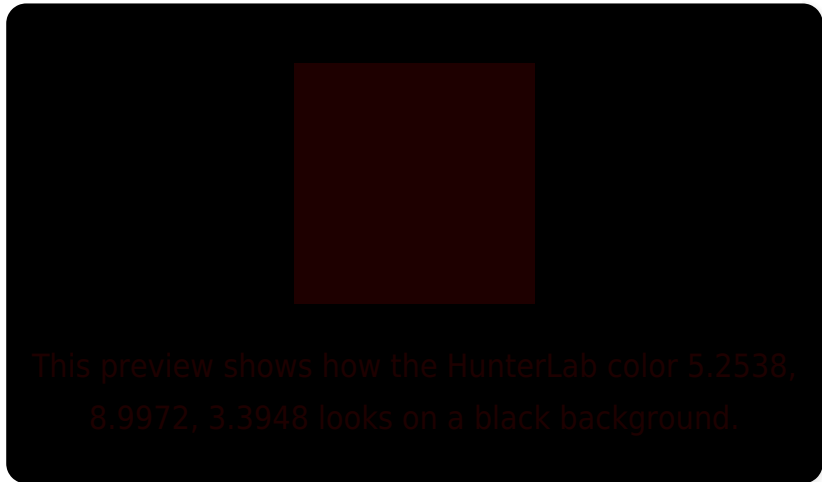 This preview shows how the HunterLab color 5.2538,
8.9972, 3.3948 looks on a black background.